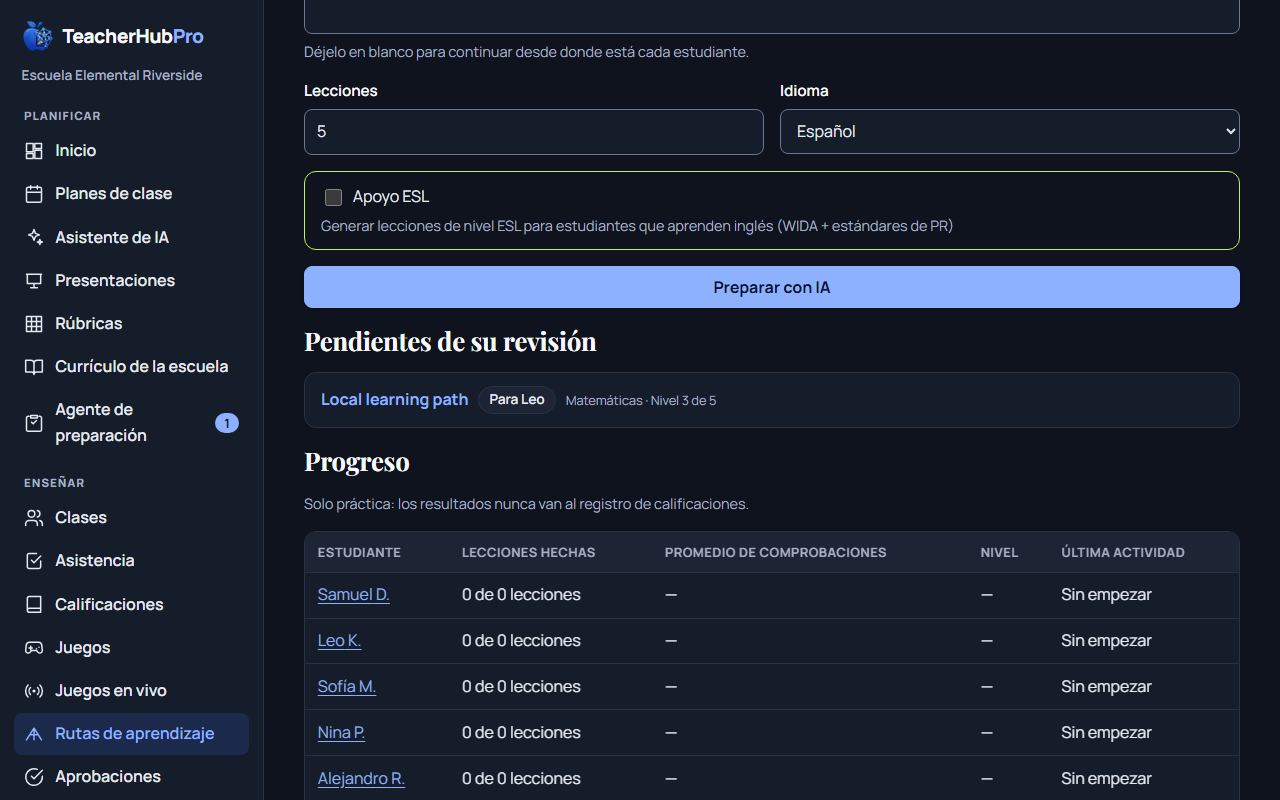 TeacherHubPro
Escuela Elemental Riverside
PLANIFICAR
Inicio
Planes de clase
Asistente de IA
Presentaciones
Rúbricas
Currículo de la escuela
Agente de
preparación
1
ENSEÑAR
Clases
Asistencia
Calificaciones
Juegos
Juegos en vivo
Rutas de aprendizaje
Aprobaciones
Déjelo en blanco para continuar desde donde está cada estudiante.
Lecciones
Idioma
5
Español
Apoyo ESL
Generar lecciones de nivel ESL para estudiantes que aprenden inglés (WIDA + estándares de PR)
Preparar con IA
Pendientes de su revisión
Local learning path Para Leo Matemáticas · Nivel 3 de 5
Progreso
Solo práctica: los resultados nunca van al registro de calificaciones.
ESTUDIANTE LECCIONES HECHAS PROMEDIO DE COMPROBACIONES NIVEL ÚLTIMA ACTIVIDAD
Samuel D. 0 de 0 lecciones — — Sin empezar
Leo K. 0 de 0 lecciones — — Sin empezar
Sofía M. 0 de 0 lecciones — — Sin empezar
Nina P. 0 de 0 lecciones — — Sin empezar
Alejandro R. 0 de 0 lecciones — — Sin empezar